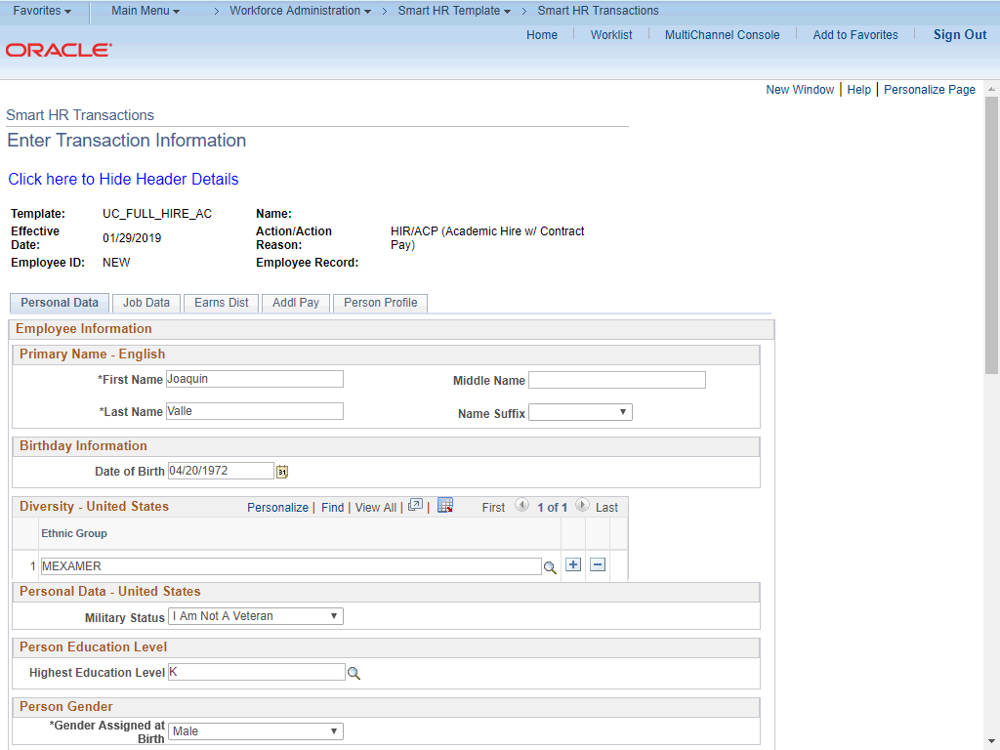 Favorites Main Menu > Workforce Administration > Smart HR Template > Smart HR Transactions
Home Worklist MultiChannel Console Add to Favorites Sign Out
ORACLE
New Window | Help | Personalize Page
Smart HR Transactions
Enter Transaction Information
Click here to Hide Header Details
Template: UC_FULL_HIRE_AC Name:
Effective Date: 01/29/2019 Action/Action Reason: HIR/ACP (Academic Hire w/ Contract Pay)
Employee ID: NEW Employee Record:
Personal Data Job Data Earns Dist Addl Pay Person Profile
Employee Information
Primary Name - English
*First Name Joaquin Middle Name
*Last Name Valle Name Suffix
Birthday Information
Date of Birth 04/20/1972 31
Diversity - United States Personalize | Find | View All | | First 1 of 1 Last
Ethnic Group
1 MEXAMER
Personal Data - United States
Military Status I Am Not A Veteran
Person Education Level
Highest Education Level K
Person Gender
*Gender Assigned at Birth Male